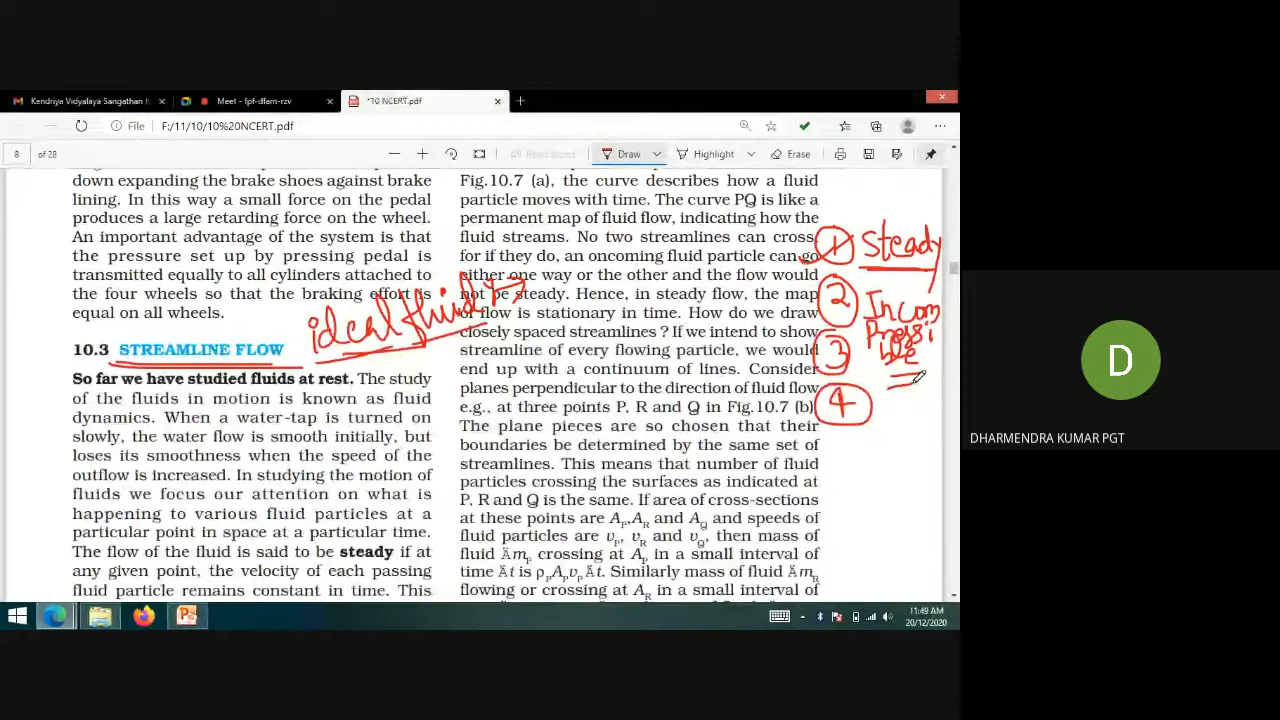 Kendriya Vidyalaya Sangathan
Meet - fpf-dfam-rzv
*10 NCERT.pdf
File
F:/11/10/10%20NCERT.pdf
8
of 28
Draw
Highlight
Erase
down expanding the brake shoes against brake
lining. In this way a small force on the pedal
produces a large retarding force on the wheel.
An important advantage of the system is that
the pressure set up by pressing pedal is
transmitted equally to all cylinders attached to
the four wheels so that the braking effort is
equal on all wheels.
ideal fluid
10.3 STREAMLINE FLOW
So far we have studied fluids at rest. The study
of the fluids in motion is known as fluid
dynamics. When a water-tap is turned on
slowly, the water flow is smooth initially, but
loses its smoothness when the speed of the
outflow is increased. In studying the motion of
fluids we focus our attention on what is
happening to various fluid particles at a
particular point in space at a particular time.
The flow of the fluid is said to be steady if at
any given point, the velocity of each passing
fluid particle remains constant in time. This
Fig.10.7 (a), the curve describes how a fluid
particle moves with time. The curve PQ is like a
permanent map of fluid flow, indicating how the
fluid streams. No two streamlines can cross,
for if they do, an oncoming fluid particle can go
either one way or the other and the flow would
not be steady. Hence, in steady flow, the map
of flow is stationary in time. How do we draw
closely spaced streamlines ? If we intend to show
streamline of every flowing particle, we would
end up with a continuum of lines. Consider
planes perpendicular to the direction of fluid flow
e.g., at three points P, R and Q in Fig.10.7 (b).
The plane pieces are so chosen that their
boundaries be determined by the same set of
streamlines. This means that number of fluid
particles crossing the surfaces as indicated at
P, R and Q is the same. If area of cross-sections
at these points are AP,AR and AQ and speeds of
fluid particles are vP, vR and vQ, then mass of
fluid ÄmP crossing at AP in a small interval of
time Ät is ρPAPvP Ät. Similarly mass of fluid ÄmR
flowing or crossing at AR in a small interval of
1 Steady
2 Incom
Pressi
ble
3
4
D
DHARMENDRA KUMAR PGT
11:49 AM
20/12/2020